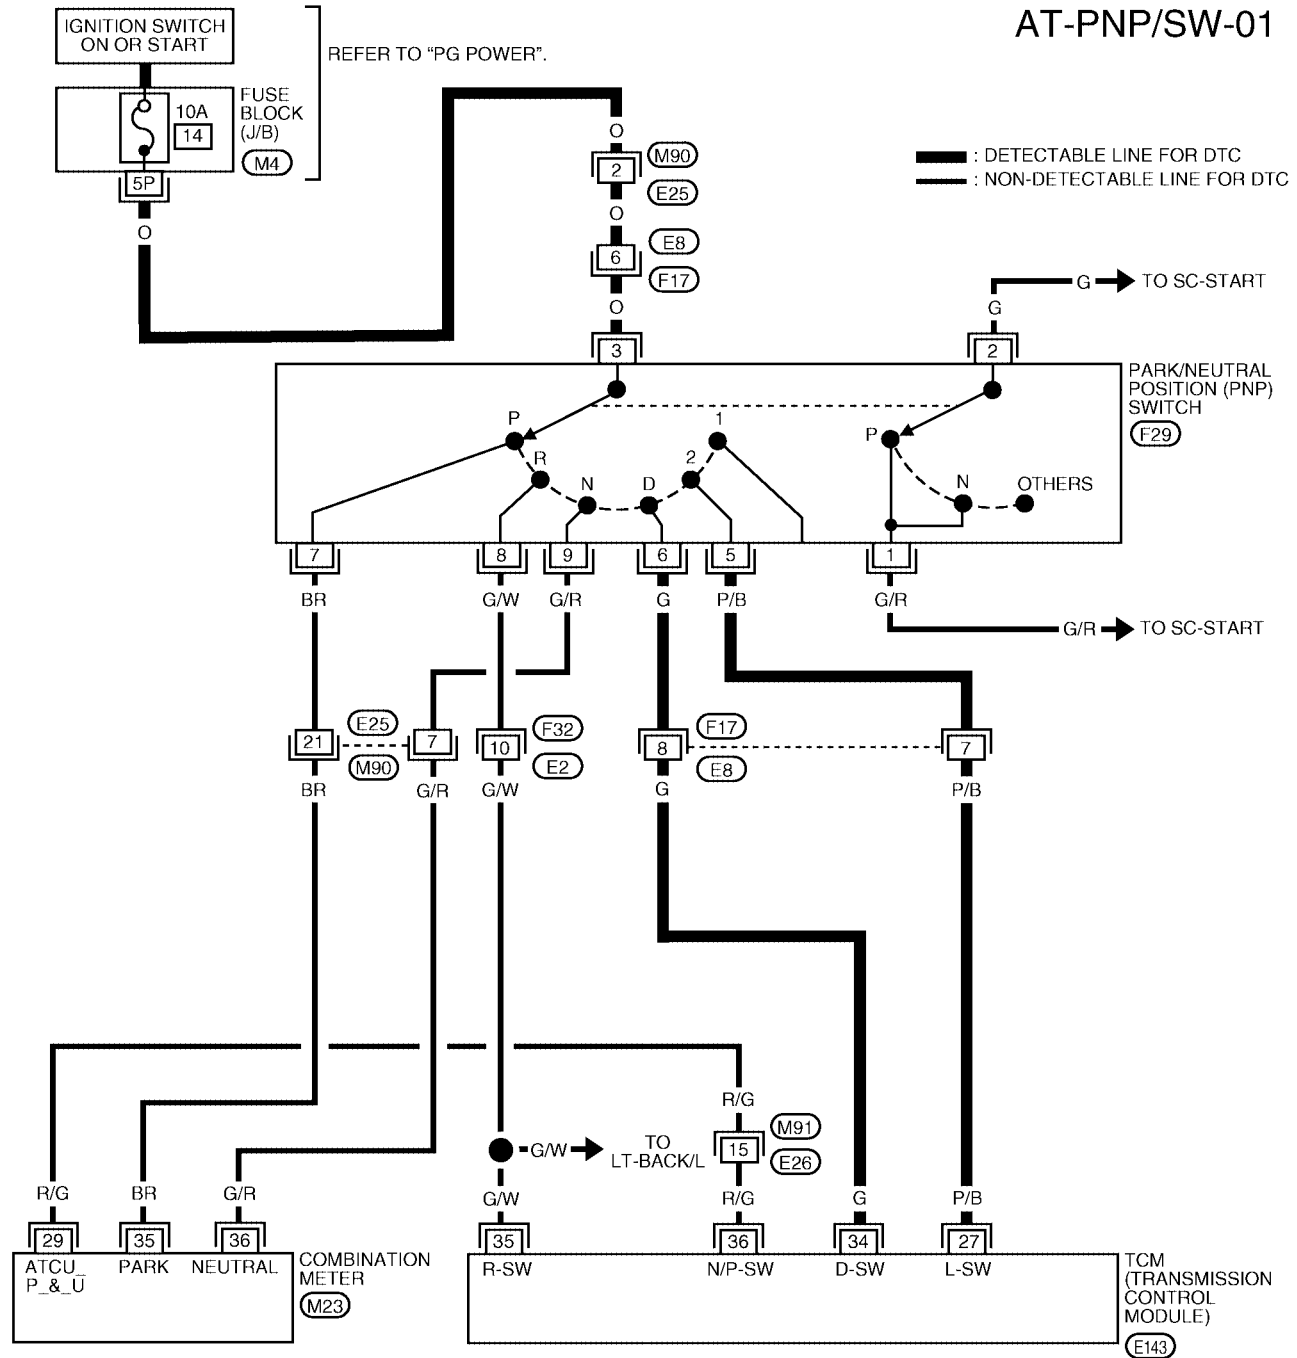 AT-PNP/SW-01
IGNITION SWITCH
ON OR START
REFER TO “PG POWER”.
FUSE
BLOCK
(J/B)
M4
10A
14
5P
O
O
2
M90
E25
O
6
E8
F17
O
: DETECTABLE LINE FOR DTC
: NON-DETECTABLE LINE FOR DTC
G
TO SC-START
G
3
2
PARK/NEUTRAL
POSITION (PNP)
SWITCH
F29
P
R
N
D
2
1
P
N
OTHERS
7
8
9
6
5
1
BR
G/W
G/R
G
P/B
G/R
G/R
TO SC-START
21
E25
M90
7
10
F32
E2
8
F17
E8
7
BR
G/R
G/W
G
P/B
G/W
TO
LT-BACK/L
R/G
15
M91
E26
R/G
BR
G/R
G/W
R/G
G
P/B
29
35
36
35
36
34
27
ATCU_
P_&_U
PARK
NEUTRAL
COMBINATION
METER
M23
R-SW
N/P-SW
D-SW
L-SW
TCM
(TRANSMISSION
CONTROL
MODULE)
E143